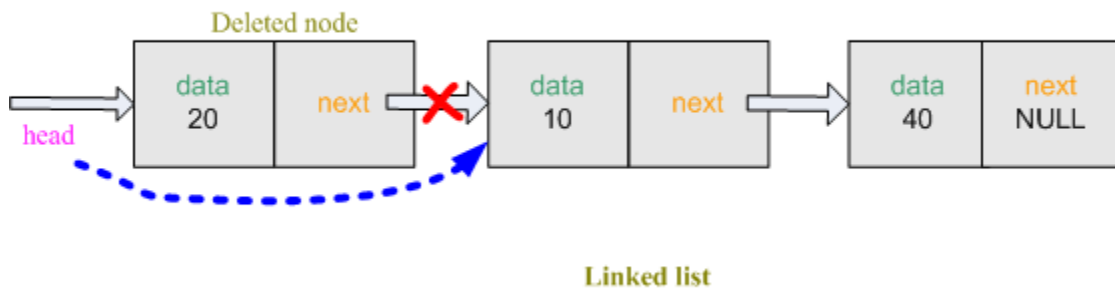 Deleted node
head
data
20
next
data
10
next
data
40
next
NULL
Linked list